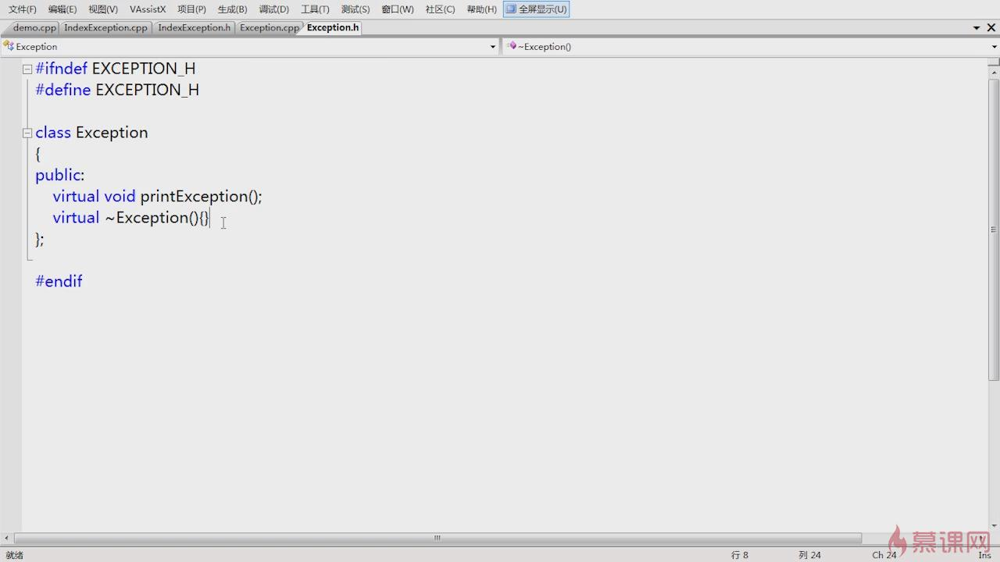 文件(F) 编辑(E) 视图(V) VAssistX 项目(P) 生成(B) 调试(D) 工具(T) 测试(S) 窗口(W) 社区(C) 帮助(H) 全屏显示(U)
demo.cpp IndexException.cpp IndexException.h Exception.cpp Exception.h
Exception ~Exception()
#ifndef EXCEPTION_H
#define EXCEPTION_H
class Exception
{
public:
    virtual void printException();
    virtual ~Exception(){}
};
#endif
慕课网
就绪 行 8 列 24 Ch 24 Ins